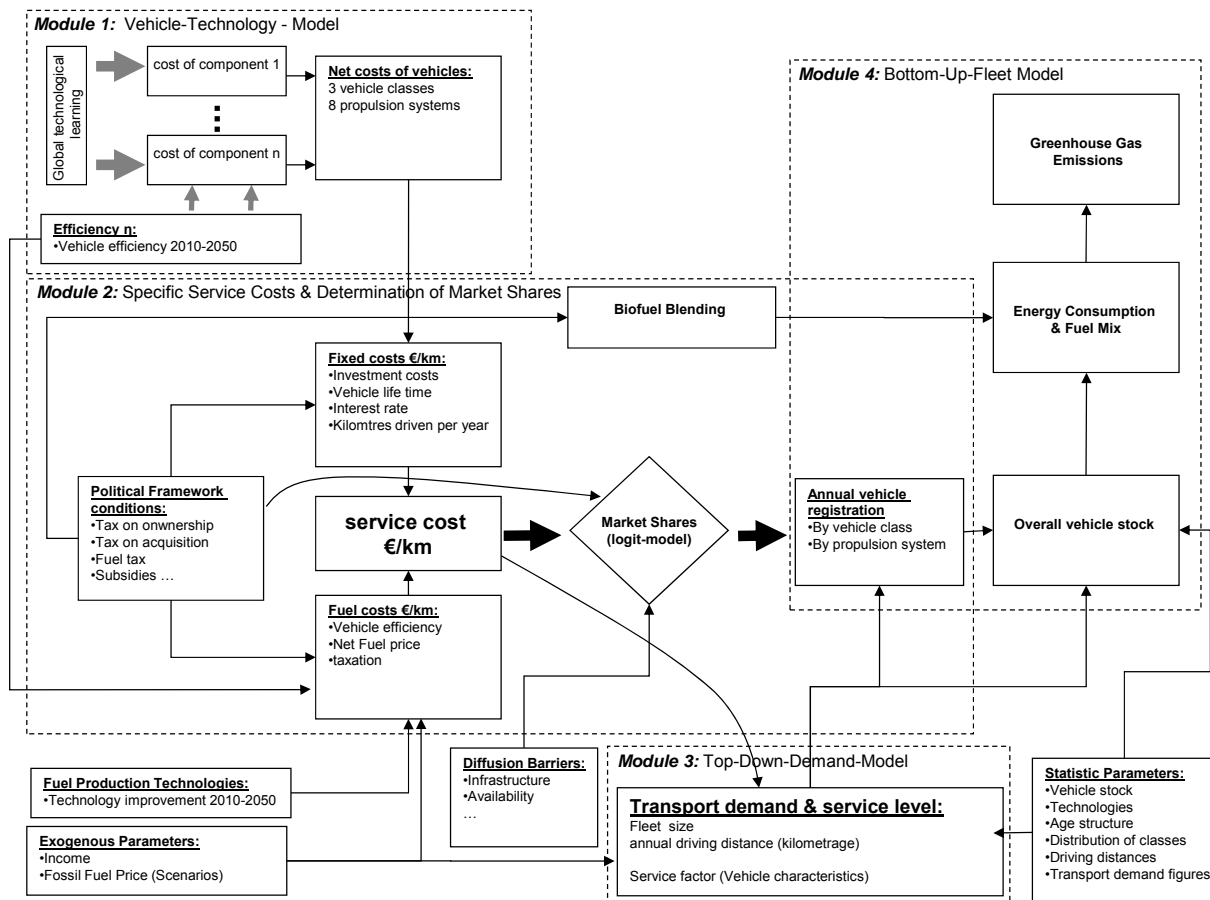 Module 1: Vehicle-Technology - Model
Global technological
learning
cost of component 1
cost of component n
Net costs of vehicles:
3 vehicle classes
8 propulsion systems
Efficiency η:
•Vehicle efficiency 2010-2050
Module 4: Bottom-Up-Fleet Model
Greenhouse Gas
Emissions
Energy Consumption
& Fuel Mix
Overall vehicle stock
Annual vehicle
registration
•By vehicle class
•By propulsion system
Module 2: Specific Service Costs & Determination of Market Shares
Biofuel Blending
Fixed costs €/km:
•Investment costs
•Vehicle life time
•Interest rate
•Kilomtres driven per year
Political Framework
conditions:
•Tax on onwnership
•Tax on acquisition
•Fuel tax
•Subsidies …
service cost
€/km
Market Shares
(logit-model)
Fuel costs €/km:
•Vehicle efficiency
•Net Fuel price
•taxation
Fuel Production Technologies:
•Technology improvement 2010-2050
Exogenous Parameters:
•Income
•Fossil Fuel Price (Scenarios)
Diffusion Barriers:
•Infrastructure
•Availability
…
Module 3: Top-Down-Demand-Model
Transport demand & service level:
Fleet size
annual driving distance (kilometrage)
Service factor (Vehicle characteristics)
Statistic Parameters:
•Vehicle stock
•Technologies
•Age structure
•Distribution of classes
•Driving distances
•Transport demand figures